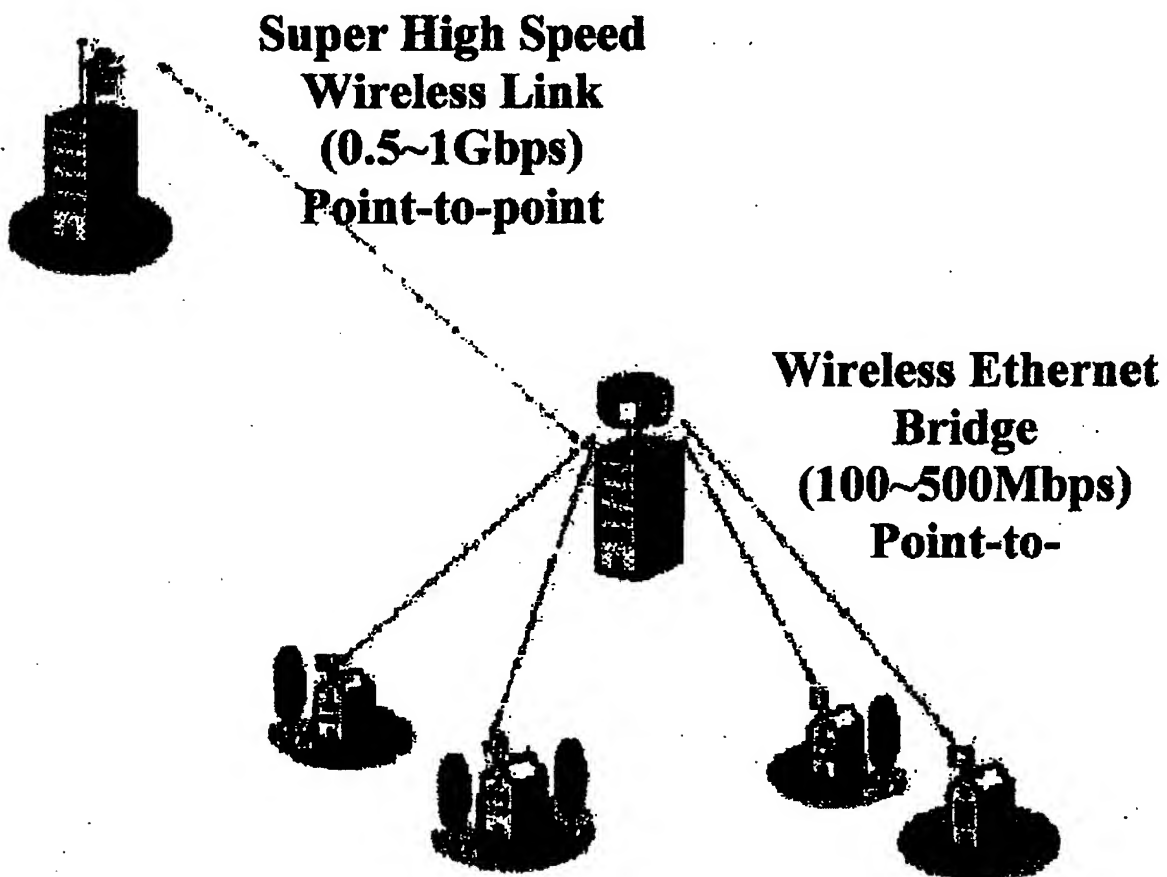 Super High Speed
Wireless Link
(0.5~1Gbps)
Point-to-point
Wireless Ethernet
Bridge
(100~500Mbps)
Point-to-